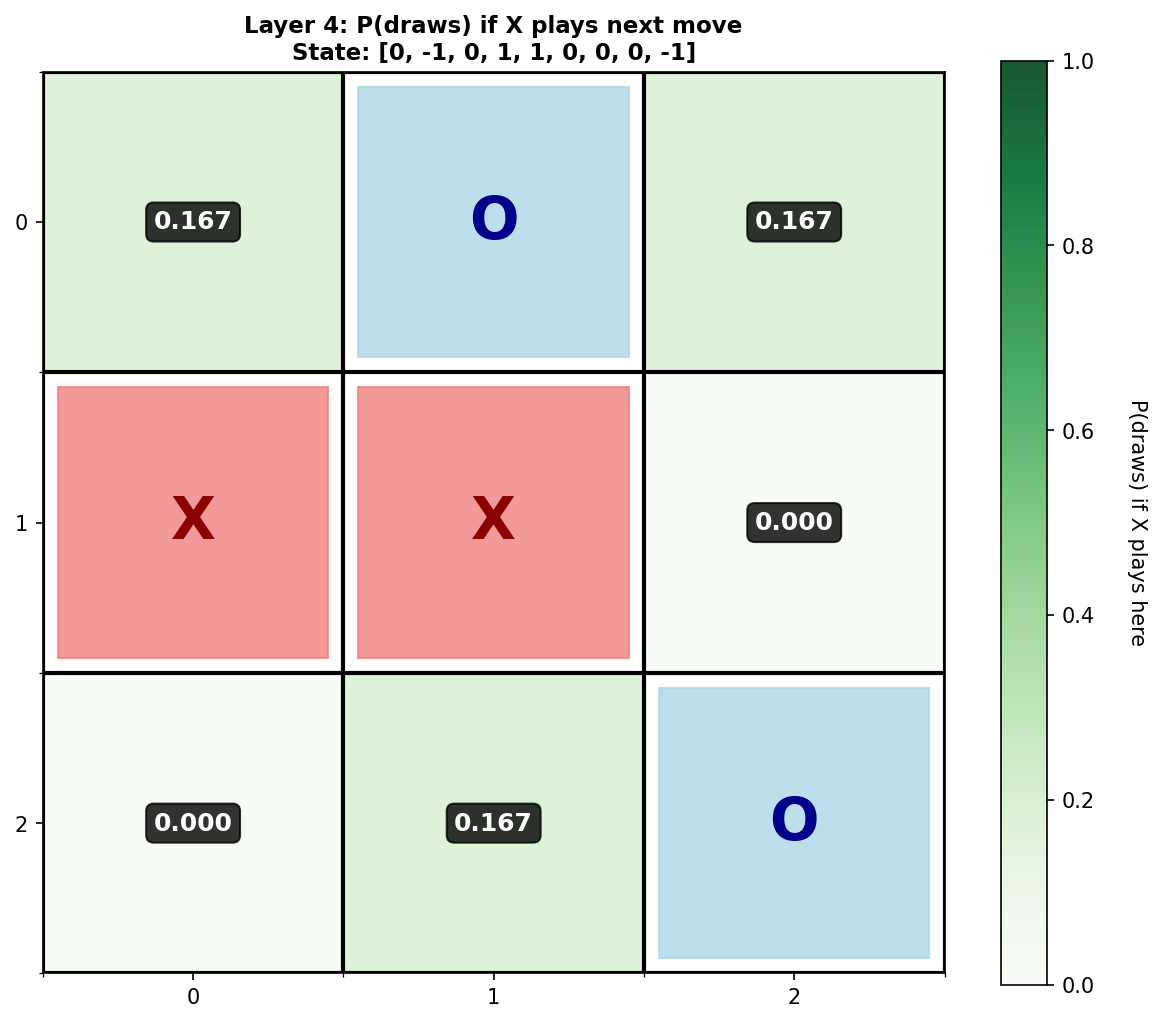 Layer 4: P(draws) if X plays next move
State: [0, -1, 0, 1, 1, 0, 0, 0, -1]
0
0.167
O
0.167
1
X
X
0.000
2
0.000
0.167
O
0
1
2
1.0
0.8
0.6
0.4
0.2
0.0
P(draws) if X plays here